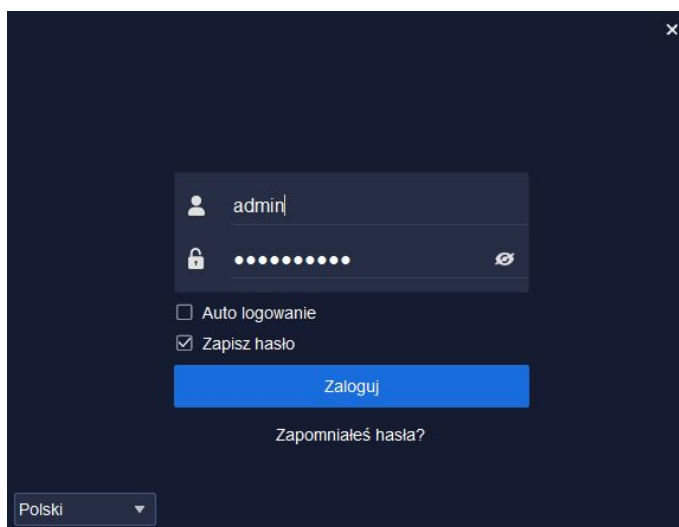 admin
●●●●●●●●●●
Auto logowanie
Zapisz hasło
Zaloguj
Zapomniałeś hasła?
Polski